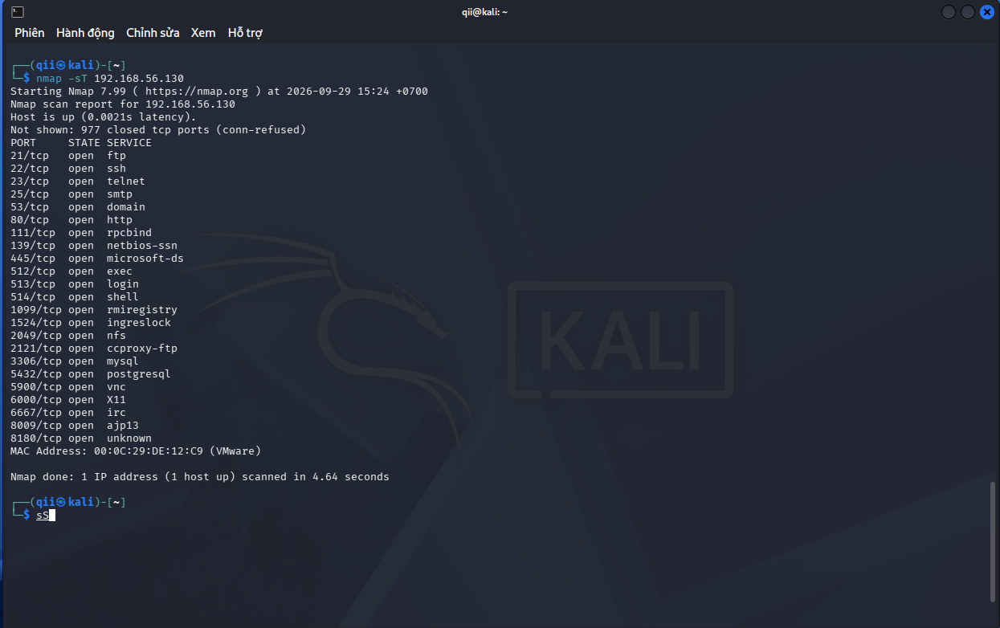 qii@kali: ~
Phiên Hành động Chỉnh sửa Xem Hỗ trợ
┌──(qii㉿kali)-[~]
└─$ nmap -sT 192.168.56.130
Starting Nmap 7.99 ( https://nmap.org ) at 2026-09-29 15:24 +0700
Nmap scan report for 192.168.56.130
Host is up (0.0021s latency).
Not shown: 977 closed tcp ports (conn-refused)
PORT     STATE SERVICE
21/tcp   open  ftp
22/tcp   open  ssh
23/tcp   open  telnet
25/tcp   open  smtp
53/tcp   open  domain
80/tcp   open  http
111/tcp  open  rpcbind
139/tcp  open  netbios-ssn
445/tcp  open  microsoft-ds
512/tcp  open  exec
513/tcp  open  login
514/tcp  open  shell
1099/tcp open  rmiregistry
1524/tcp open  ingreslock
2049/tcp open  nfs
2121/tcp open  ccproxy-ftp
3306/tcp open  mysql
5432/tcp open  postgresql
5900/tcp open  vnc
6000/tcp open  X11
6667/tcp open  irc
8009/tcp open  ajp13
8180/tcp open  unknown
MAC Address: 00:0C:29:DE:12:C9 (VMware)
Nmap done: 1 IP address (1 host up) scanned in 4.64 seconds
┌──(qii㉿kali)-[~]
└─$ sS
KALI